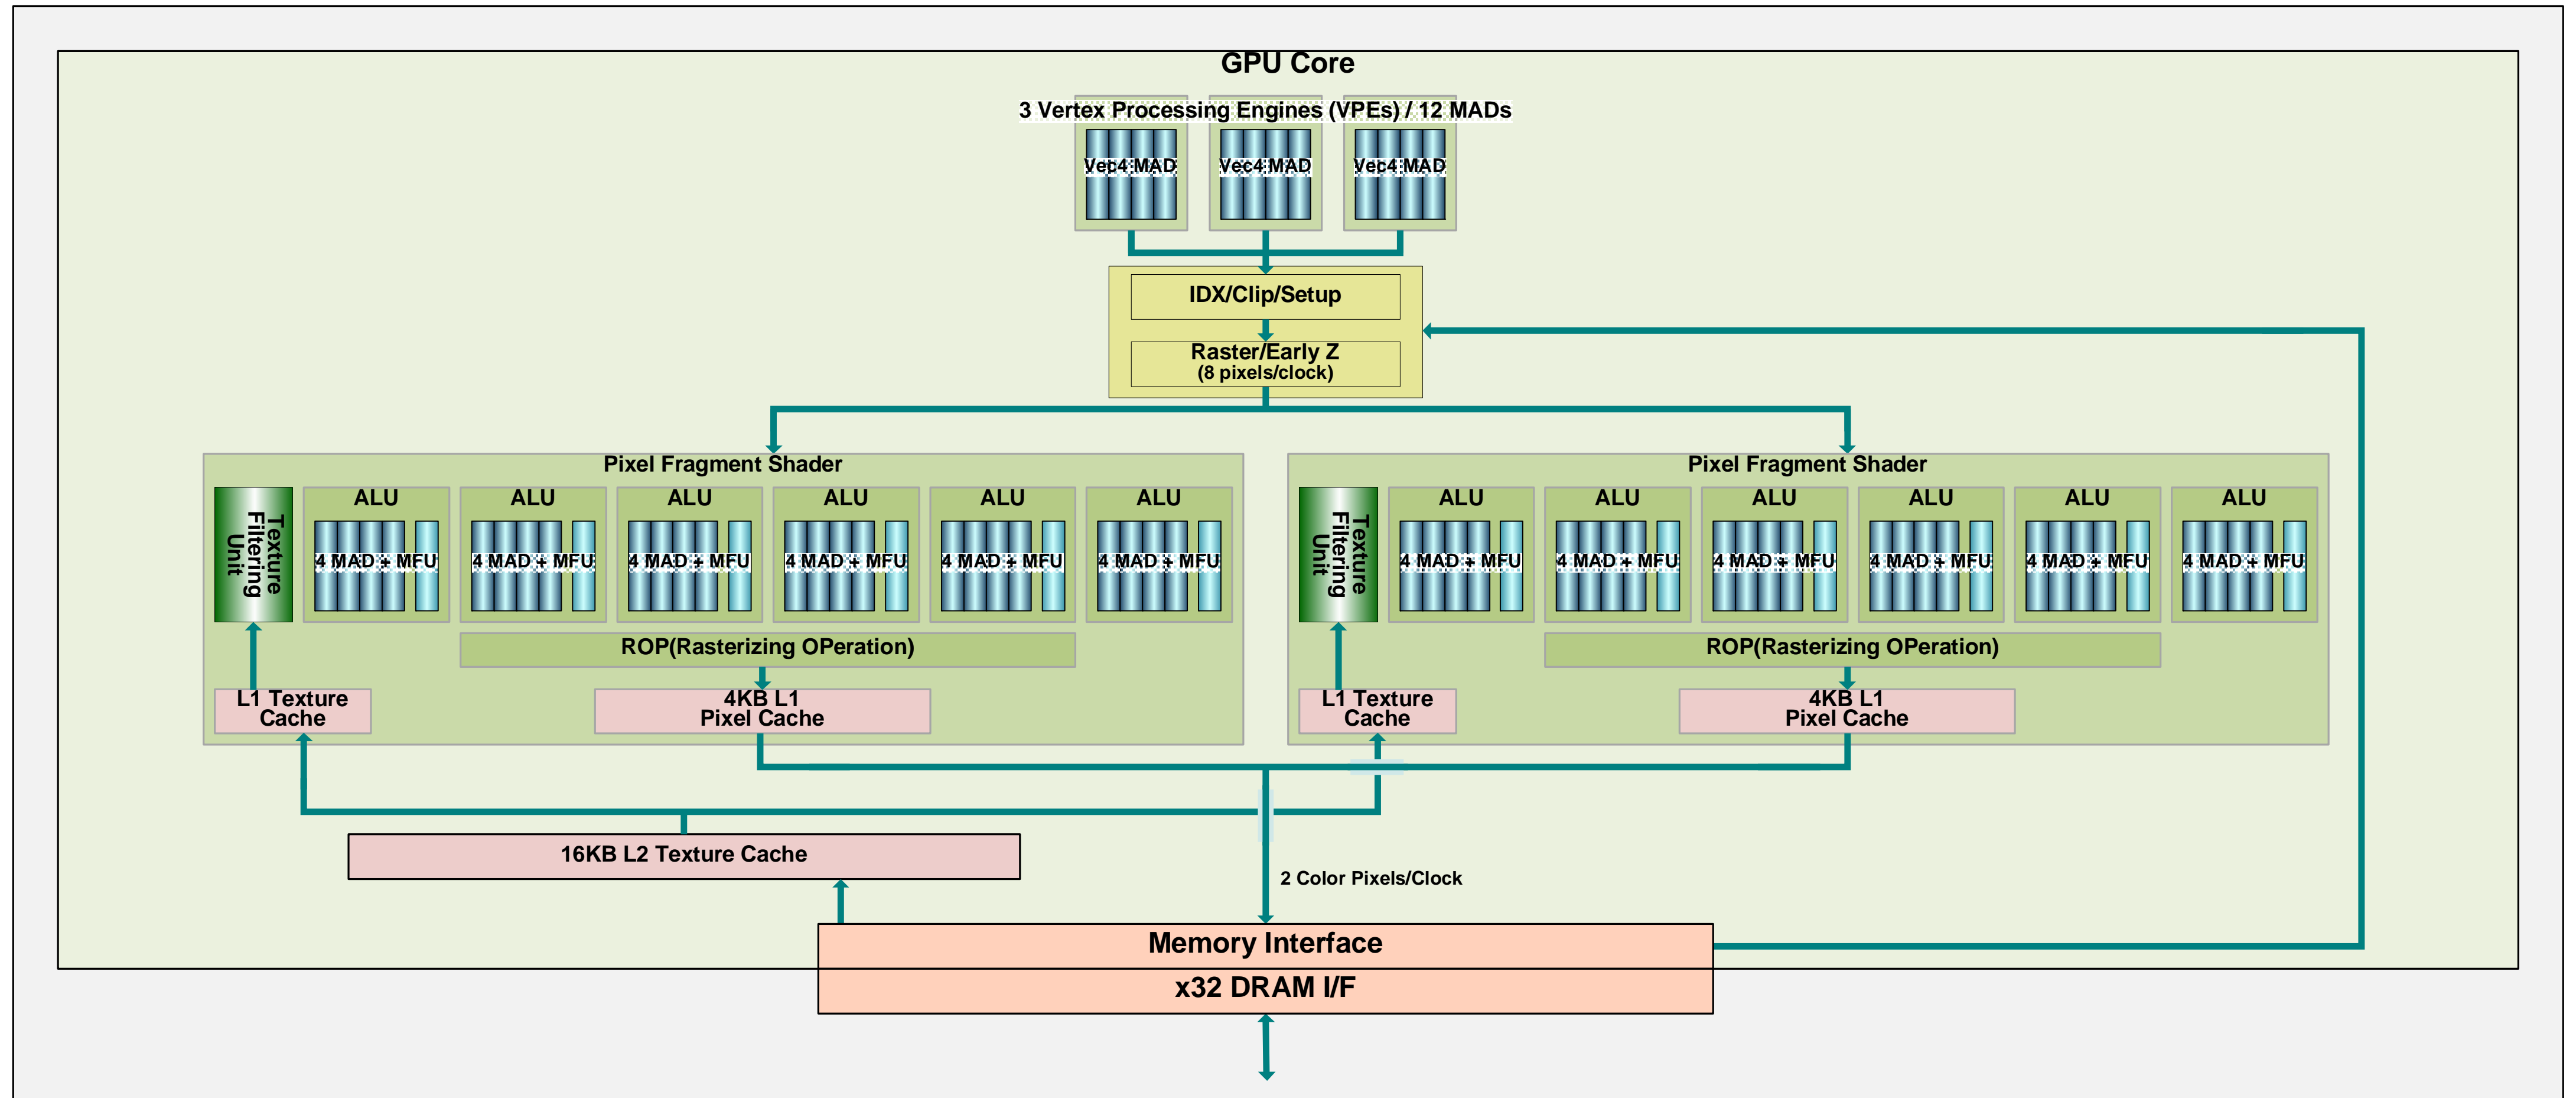 GPU Core
3 Vertex Processing Engines (VPEs) / 12 MADs
Vec4 MAD
Vec4 MAD
Vec4 MAD
IDX/Clip/Setup
Raster/Early Z
(8 pixels/clock)
Pixel Fragment Shader
Texture
Filtering
Unit
ALU
4 MAD + MFU
ALU
4 MAD + MFU
ALU
4 MAD + MFU
ALU
4 MAD + MFU
ALU
4 MAD + MFU
ALU
4 MAD + MFU
ROP(Rasterizing OPeration)
L1 Texture
Cache
4KB L1
Pixel Cache
Pixel Fragment Shader
Texture
Filtering
Unit
ALU
4 MAD + MFU
ALU
4 MAD + MFU
ALU
4 MAD + MFU
ALU
4 MAD + MFU
ALU
4 MAD + MFU
ALU
4 MAD + MFU
ROP(Rasterizing OPeration)
L1 Texture
Cache
4KB L1
Pixel Cache
16KB L2 Texture Cache
2 Color Pixels/Clock
Memory Interface
x32 DRAM I/F